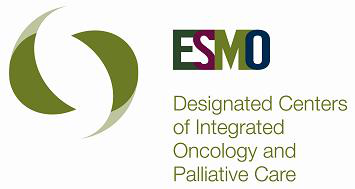 ESMO
Designated Centers
of Integrated
Oncology and
Palliative Care